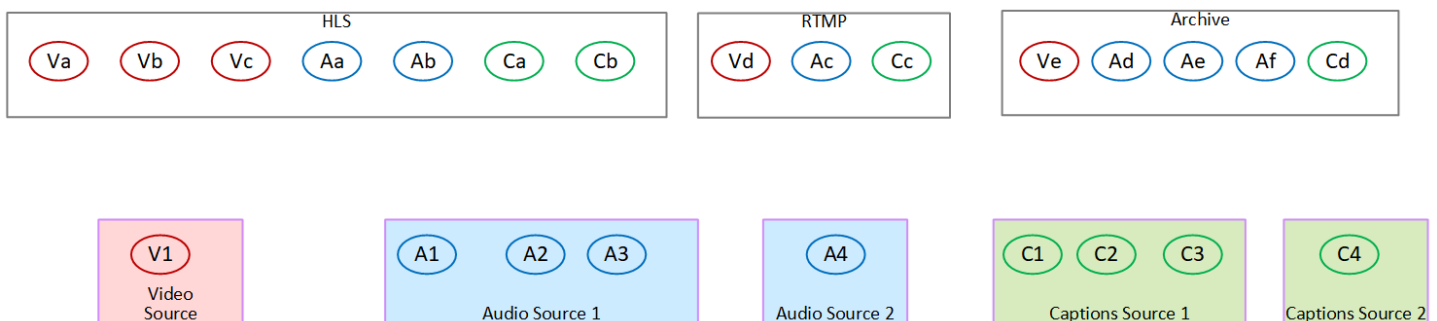 HLS
Va Vb Vc Aa Ab Ca Cb
RTMP
Vd Ac Cc
Archive
Ve Ad Ae Af Cd
V1
Video
Source
A1 A2 A3
Audio Source 1
A4
Audio Source 2
C1 C2 C3
Captions Source 1
C4
Captions Source 2